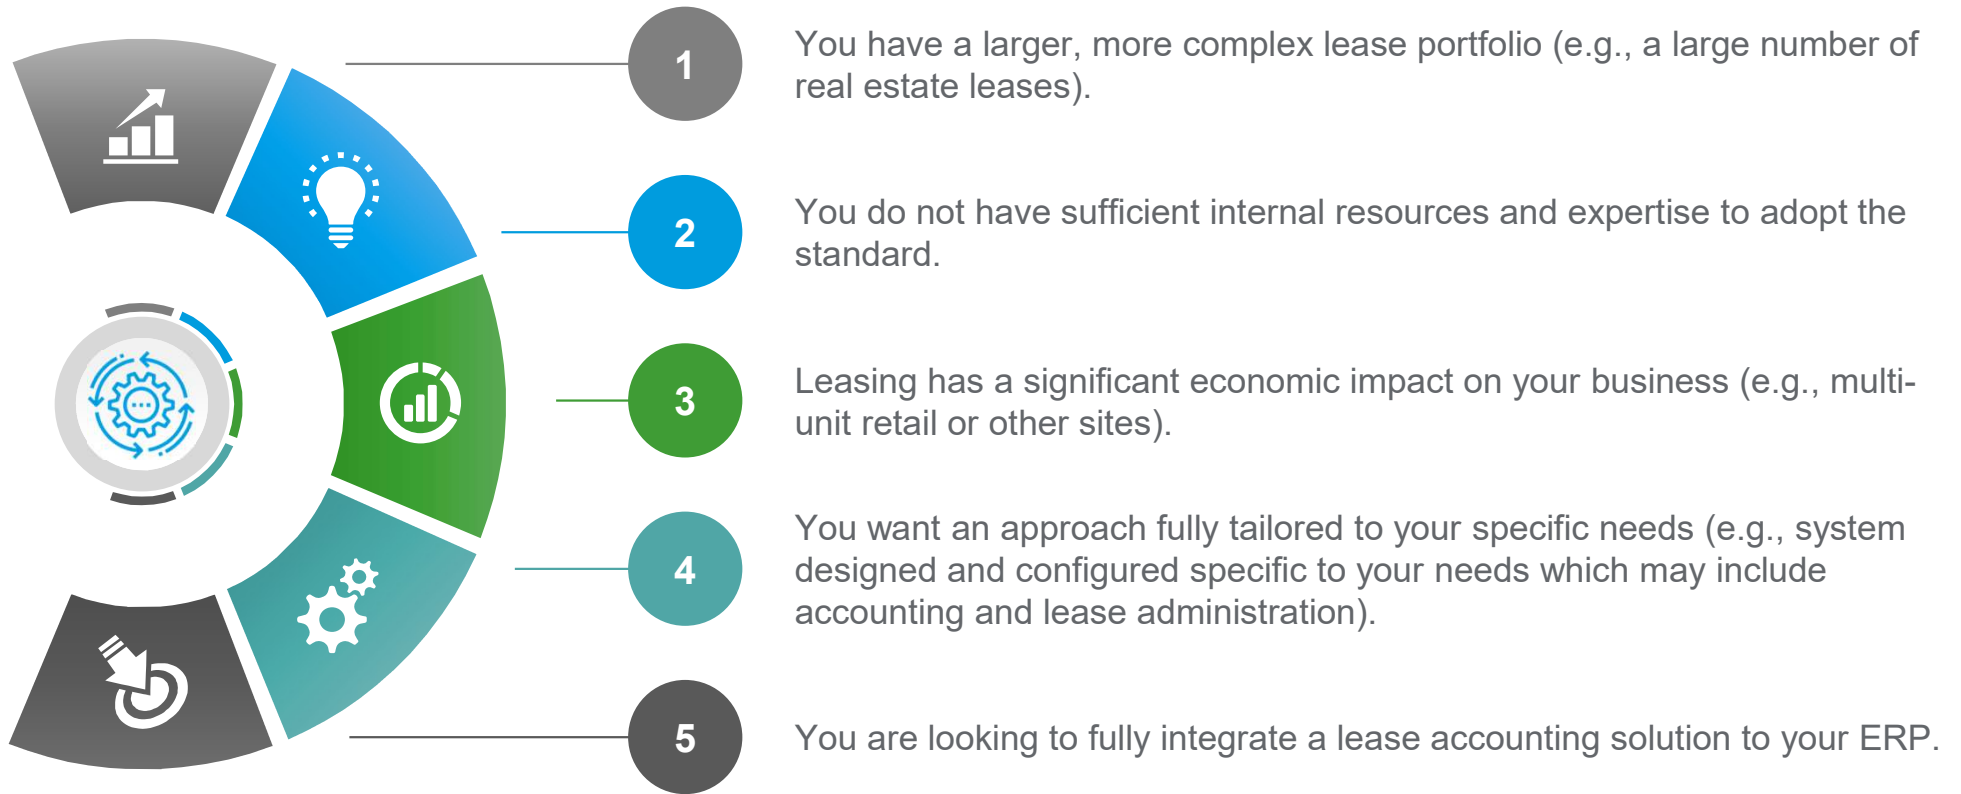 1
You have a larger, more complex lease portfolio (e.g., a large number of
real estate leases).
2
You do not have sufficient internal resources and expertise to adopt the
standard.
3
Leasing has a significant economic impact on your business (e.g., multi-
unit retail or other sites).
4
You want an approach fully tailored to your specific needs (e.g., system
designed and configured specific to your needs which may include
accounting and lease administration).
5
You are looking to fully integrate a lease accounting solution to your ERP.